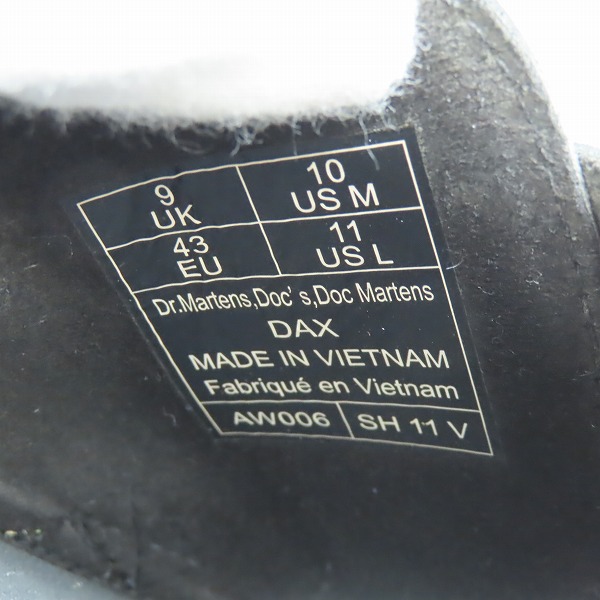 9 UK
10 US M
43 EU
11 US L
Dr.Martens,Doc's,Doc Martens
DAX
MADE IN VIETNAM
Fabriqué en Vietnam
AW006
SH 11 V